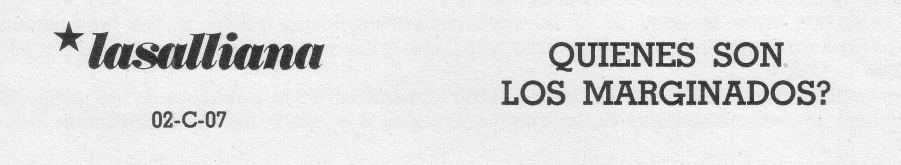 lasalliana
02-C-07
QUIENES SON
LOS MARGINADOS?